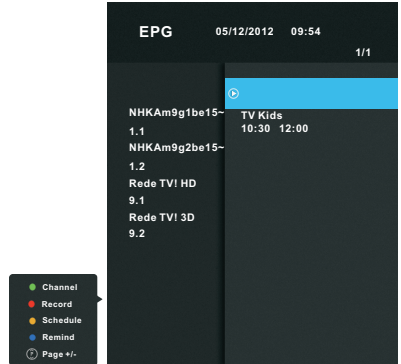 EPG 05/12/2012 09:54
1/1
NHKAm9g1be15~
1.1
NHKAm9g2be15~
1.2
Rede TV! HD
9.1
Rede TV! 3D
9.2
TV Kids
10:30 12:00
Channel
Record
Schedule
Remind
Page +/-